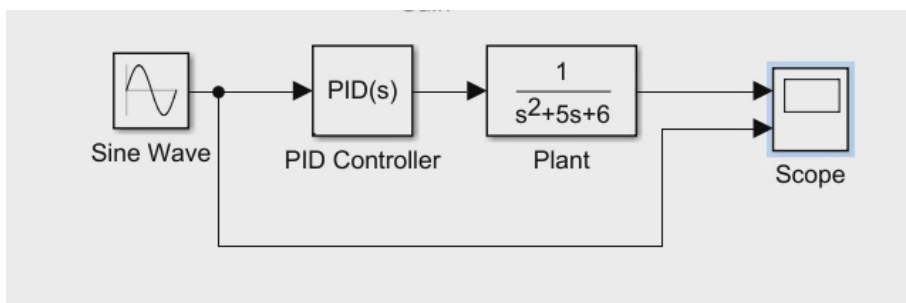 PID(s)
1
s2+5s+6
Sine Wave
PID Controller
Plant
Scope